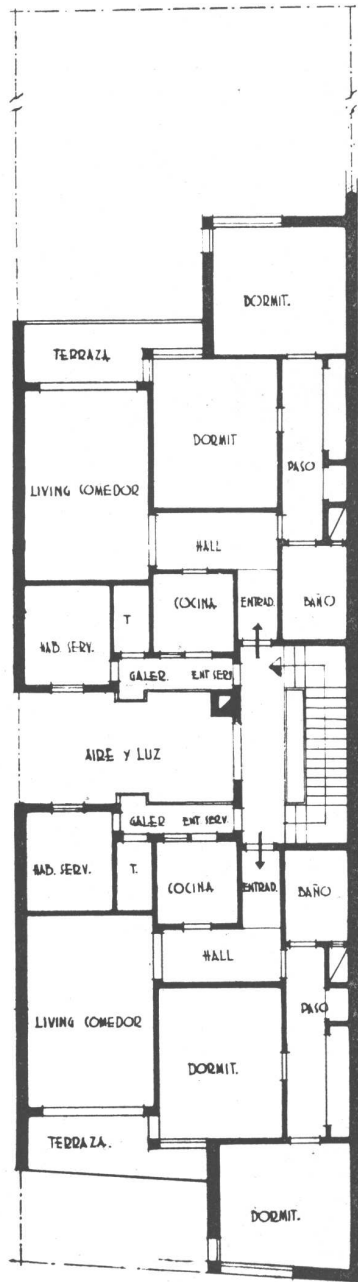 DORMIT.
TERRAZA
DORMIT
PASO
LIVING COMEDOR
HALL
T.
COCINA
ENTRAD.
BAÑO
HAB. SERV.
GALER. ENT SERV
AIRE Y LUZ
GALER ENT SERV.
HAB. SERV.
T.
COCINA
ENTRAD.
BAÑO
HALL
PASO
LIVING COMEDOR
DORMIT.
TERRAZA.
DORMIT.